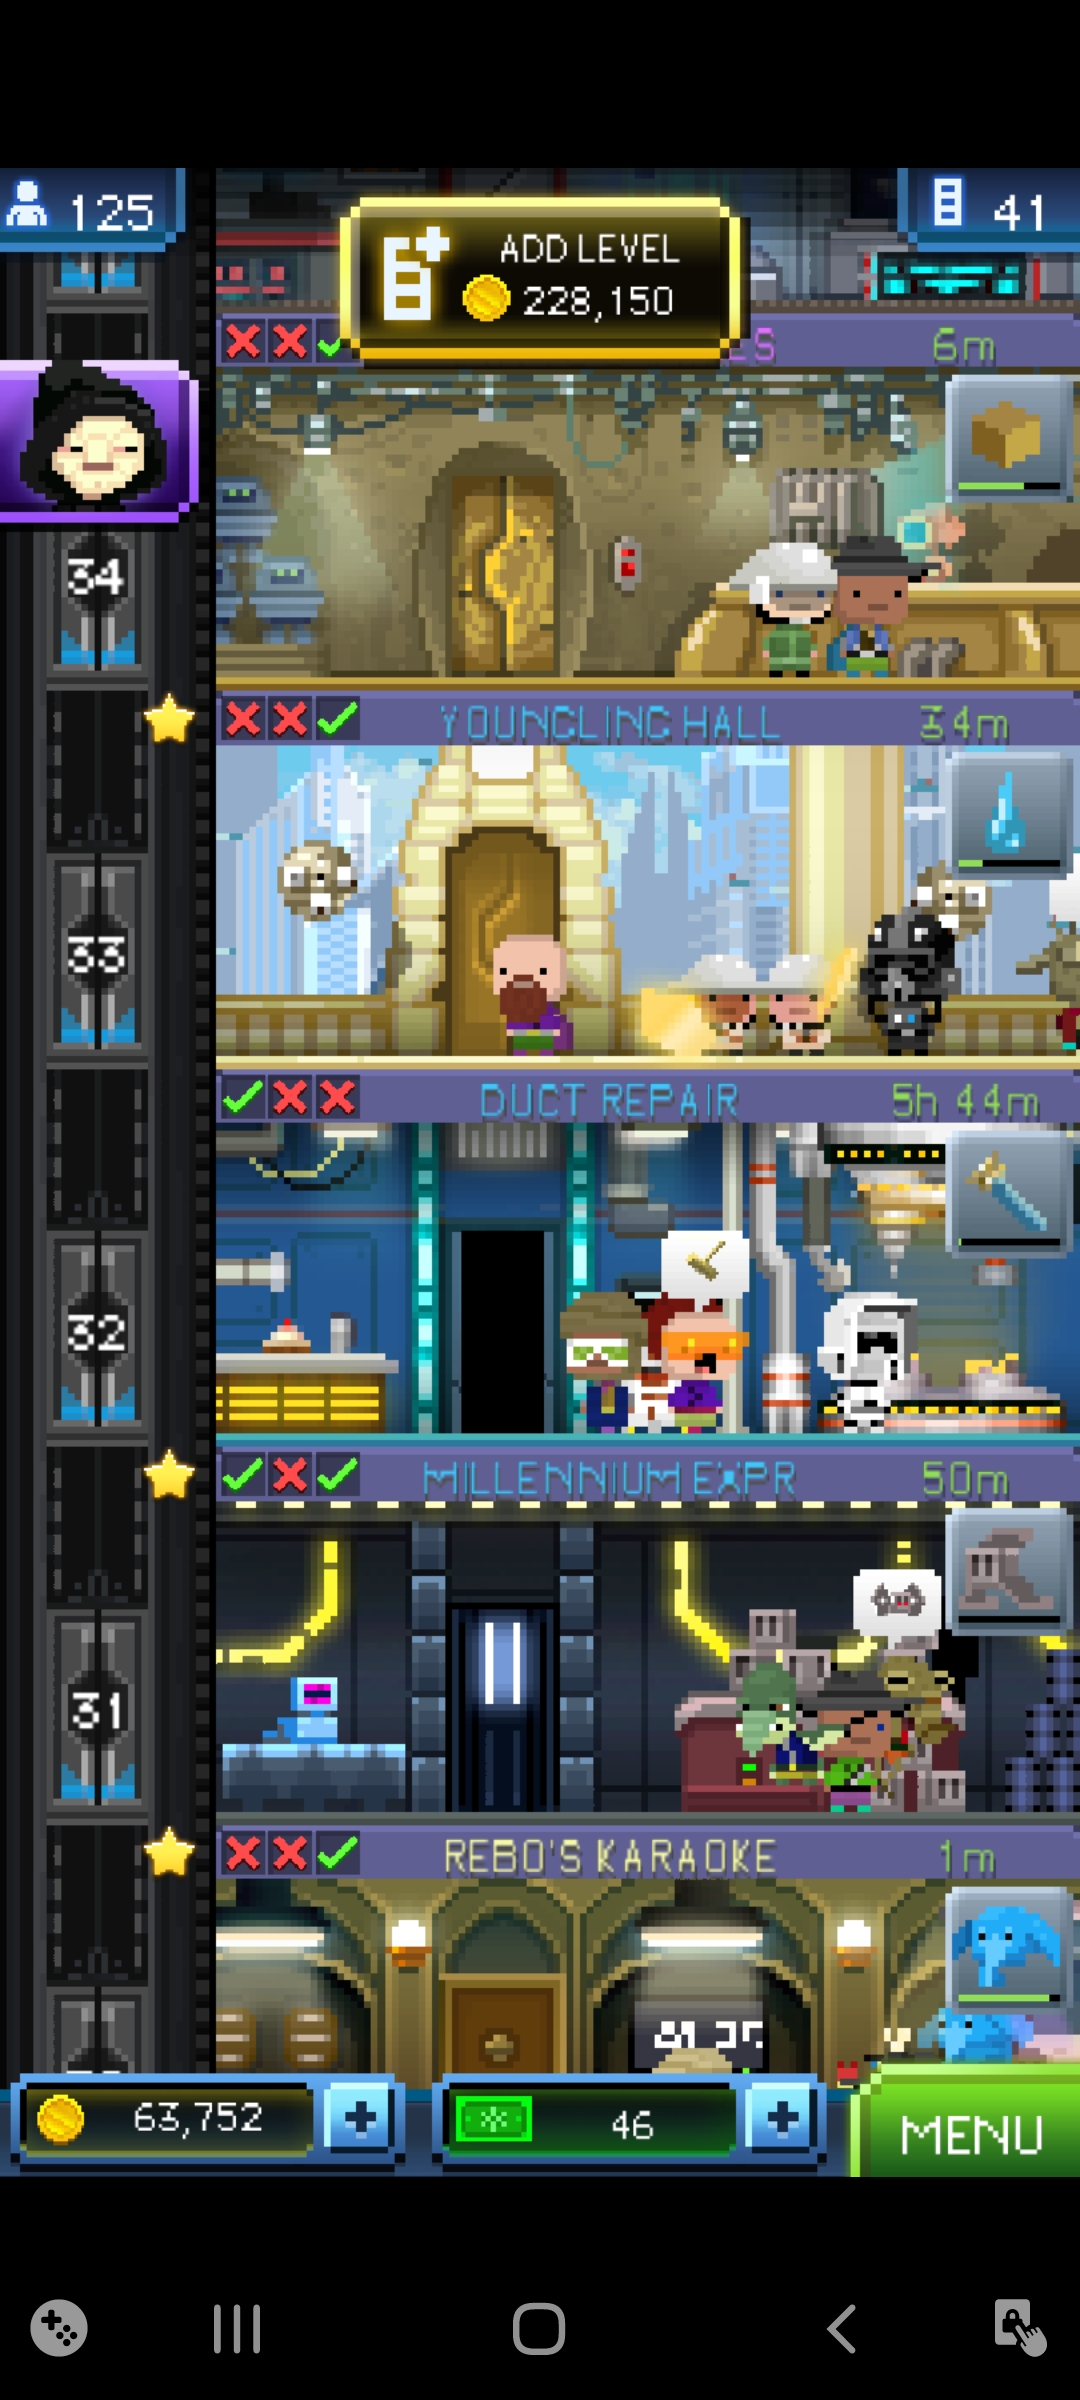 125
41
ADD LEVEL
228,150
ES
6m
34
YOUNGLING HALL
34m
33
DUCT REPAIR
5h 44m
32
MILLENNIUM EXPR
50m
31
REBO'S KARAOKE
1m
63,752
46
MENU